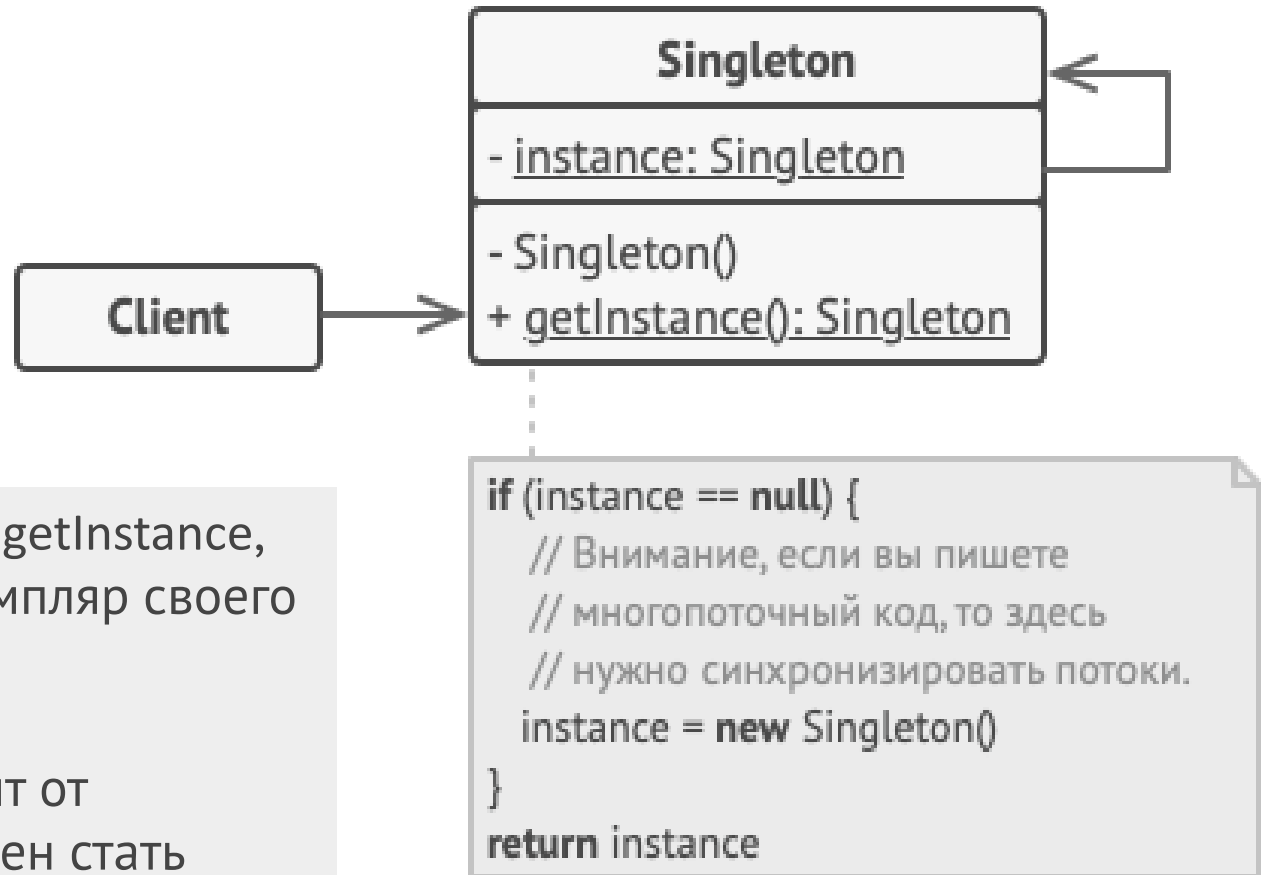 Singleton
- instance: Singleton
- Singleton()
+ getInstance(): Singleton
Client
getInstance,
мпляр своего
от
стать
if (instance == null) {
// Внимание, если вы пишете
// многопоточный код, то здесь
// нужно синхронизировать потоки.
instance = new Singleton()
}
return instance